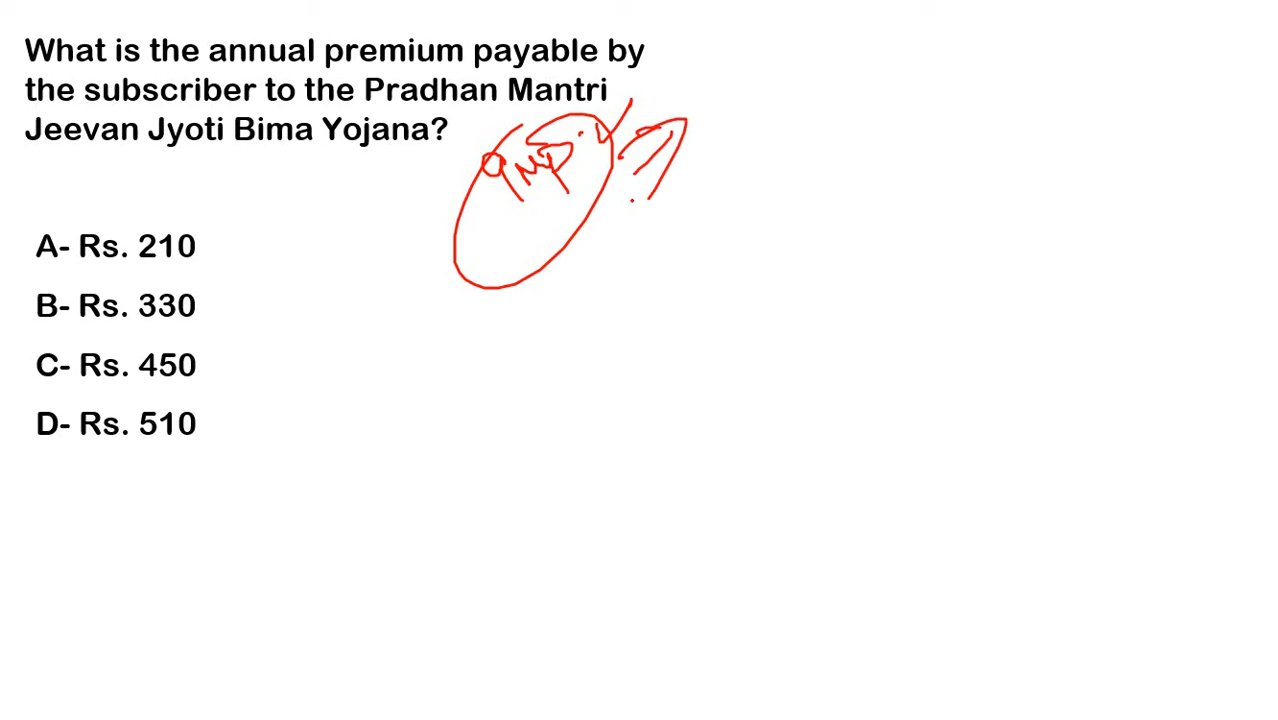 What is the annual premium payable by
the subscriber to the Pradhan Mantri
Jeevan Jyoti Bima Yojana?
Imp.
A- Rs. 210
B- Rs. 330
C- Rs. 450
D- Rs. 510